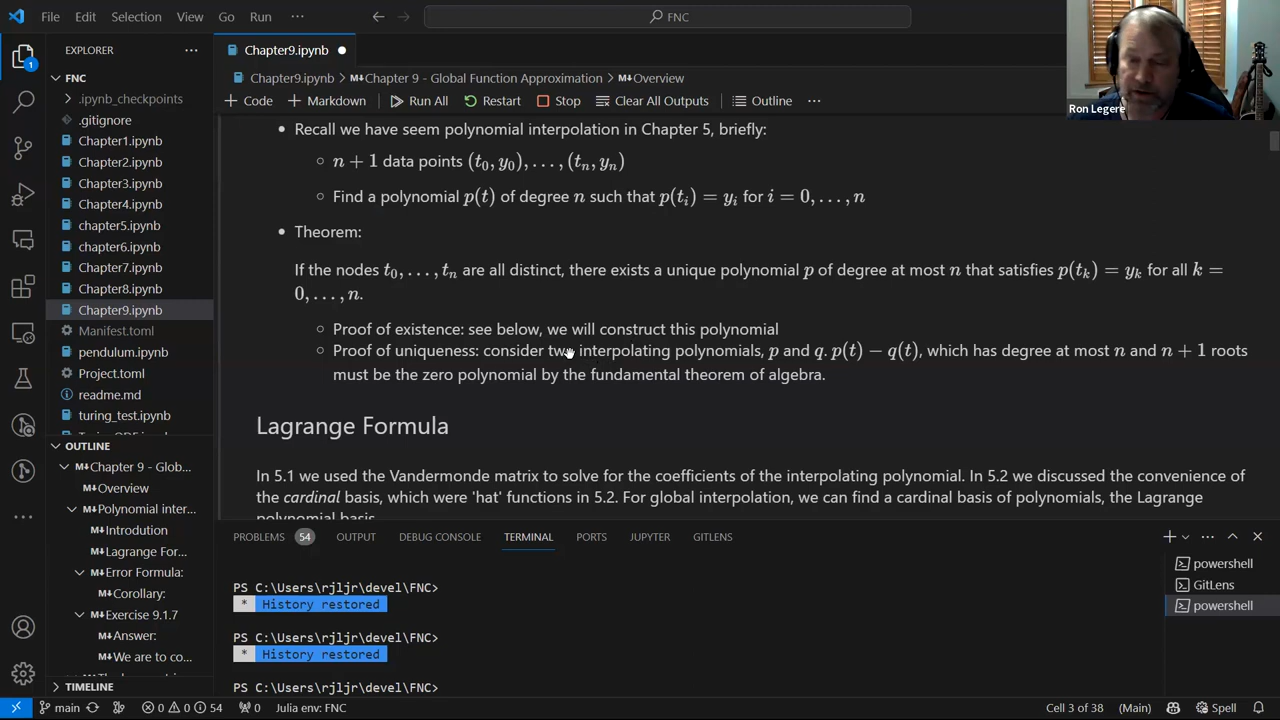 File Edit Selection View Go Run ··· FNC
EXPLORER ···
FNC
.ipynb_checkpoints
.gitignore
Chapter1.ipynb
Chapter2.ipynb
Chapter3.ipynb
Chapter4.ipynb
chapter5.ipynb
chapter6.ipynb
Chapter7.ipynb
Chapter8.ipynb
Chapter9.ipynb
Manifest.toml
pendulum.ipynb
Project.toml
readme.md
turing_test.ipynb
OUTLINE
Chapter 9 - Glob...
Overview
Polynomial inter...
Introdution
Lagrange For...
Error Formula:
Corollary:
Exercise 9.1.7
Answer:
We are to co...
TIMELINE
Chapter9.ipynb
Chapter9.ipynb > Chapter 9 - Global Function Approximation > Overview
+ Code + Markdown Run All Restart Stop Clear All Outputs Outline ···
Ron Legere
• Recall we have seem polynomial interpolation in Chapter 5, briefly:
○ n + 1 data points (t₀, y₀), . . . , (tₙ, yₙ)
○ Find a polynomial p(t) of degree n such that p(tᵢ) = yᵢ for i = 0, . . . , n
• Theorem:
If the nodes t₀, . . . , tₙ are all distinct, there exists a unique polynomial p of degree at most n that satisfies p(tₖ) = yₖ for all k =
0, . . . , n.
○ Proof of existence: see below, we will construct this polynomial
○ Proof of uniqueness: consider two interpolating polynomials, p and q. p(t) − q(t), which has degree at most n and n + 1 roots
must be the zero polynomial by the fundamental theorem of algebra.
Lagrange Formula
In 5.1 we used the Vandermonde matrix to solve for the coefficients of the interpolating polynomial. In 5.2 we discussed the convenience of
the cardinal basis, which were 'hat' functions in 5.2. For global interpolation, we can find a cardinal basis of polynomials, the Lagrange
polynomial basis
PROBLEMS 54 OUTPUT DEBUG CONSOLE TERMINAL PORTS JUPYTER GITLENS
PS C:\Users\rjljr\devel\FNC>
* History restored
PS C:\Users\rjljr\devel\FNC>
* History restored
PS C:\Users\rjljr\devel\FNC>
powershell
GitLens
powershell
1
main 0 0 54 0 Julia env: FNC Cell 3 of 38 (Main) Spell